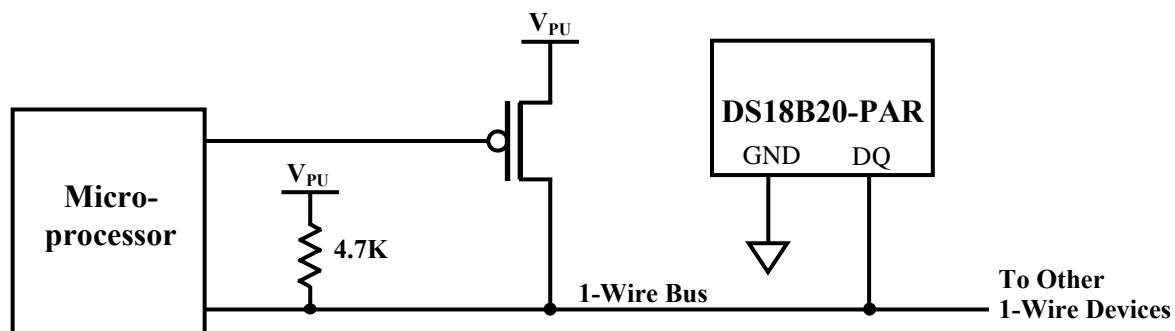 V_PU
DS18B20-PAR
GND DQ
V_PU
Micro-
processor
4.7K
1-Wire Bus
To Other
1-Wire Devices